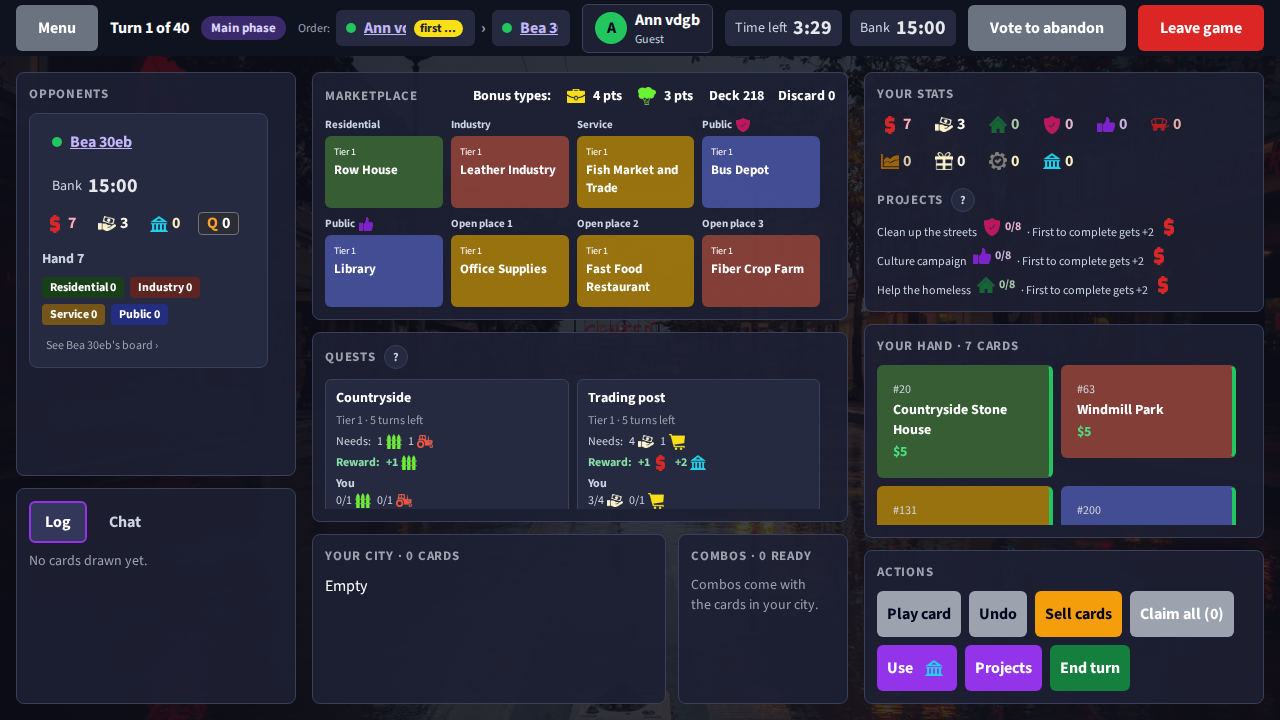 Menu
Turn 1 of 40
Main phase
Order:
Ann vc
first ...
›
Bea 3
A
Ann vdgb
Guest
Time left 3:29
Bank 15:00
Vote to abandon
Leave game
OPPONENTS
Bea 30eb
Bank 15:00
7 3 0 Q 0
Hand 7
Residential 0 Industry 0
Service 0 Public 0
See Bea 30eb's board ›
Log Chat
No cards drawn yet.
MARKETPLACE
Bonus types: 4 pts 3 pts Deck 218 Discard 0
Residential Industry Service Public
Tier 1
Row House
Tier 1
Leather Industry
Tier 1
Fish Market and
Trade
Tier 1
Bus Depot
Public Open place 1 Open place 2 Open place 3
Tier 1
Library
Tier 1
Office Supplies
Tier 1
Fast Food
Restaurant
Tier 1
Fiber Crop Farm
QUESTS ?
Countryside
Tier 1 · 5 turns left
Needs: 1 1
Reward: +1
You
0/1 0/1
Trading post
Tier 1 · 5 turns left
Needs: 4 1
Reward: +1 +2
You
3/4 0/1
YOUR CITY · 0 CARDS
Empty
COMBOS · 0 READY
Combos come with
the cards in your city.
YOUR STATS
7 3 0 0 0 0
0 0 0 0
PROJECTS ?
Clean up the streets 0/8 · First to complete gets +2
Culture campaign 0/8 · First to complete gets +2
Help the homeless 0/8 · First to complete gets +2
YOUR HAND · 7 CARDS
#20
Countryside Stone
House
$5
#63
Windmill Park
$5
#131
#200
ACTIONS
Play card Undo Sell cards Claim all (0)
Use Projects End turn